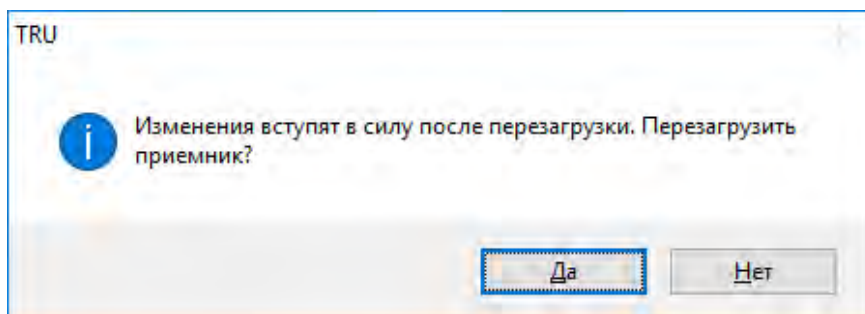 TRU
Изменения вступят в силу после перезагрузки. Перезагрузить
приемник?
Да
Нет